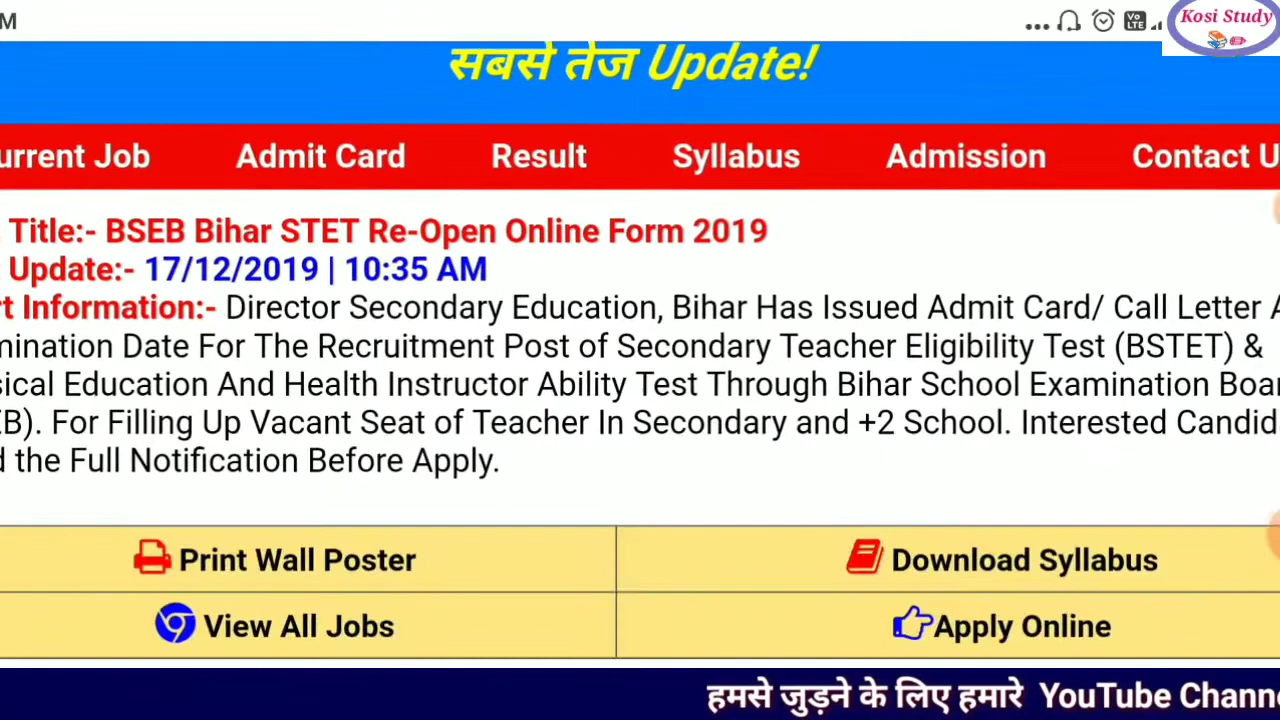 M
VoLTE
Kosi Study
सबसे तेज Update!
urrent Job Admit Card Result Syllabus Admission Contact U
Title:- BSEB Bihar STET Re-Open Online Form 2019
Update:- 17/12/2019 | 10:35 AM
t Information:- Director Secondary Education, Bihar Has Issued Admit Card/ Call Letter A
mination Date For The Recruitment Post of Secondary Teacher Eligibility Test (BSTET) &
sical Education And Health Instructor Ability Test Through Bihar School Examination Boar
EB). For Filling Up Vacant Seat of Teacher In Secondary and +2 School. Interested Candid
d the Full Notification Before Apply.
Print Wall Poster Download Syllabus
View All Jobs Apply Online
हमसे जुड़ने के लिए हमारे YouTube Channe